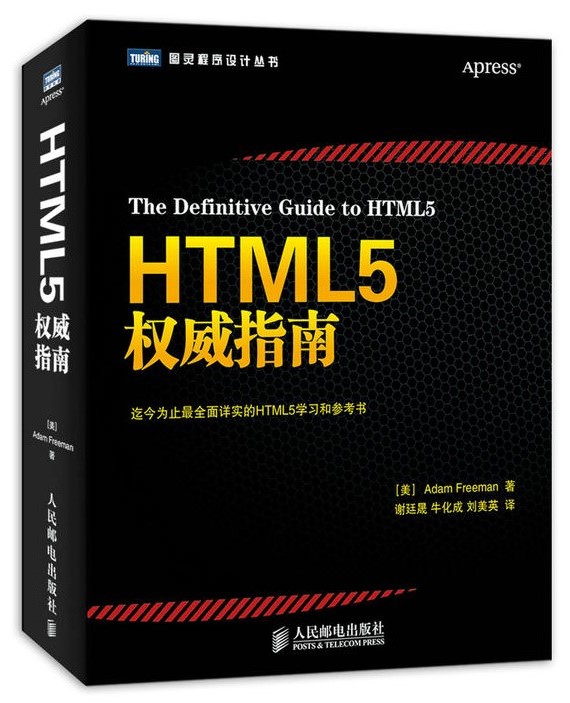 TURING 图灵程序设计丛书
Apress®
The Definitive Guide to HTML5
HTML5
权威指南
迄今为止最全面详实的HTML5学习和参考书
[美] Adam Freeman 著
谢廷晟 牛化成 刘美英 译
人民邮电出版社
POSTS & TELECOM PRESS
TURING
Apress®
HTML5
权威
指南
[美]
Adam Freeman
著
人民邮电出版社